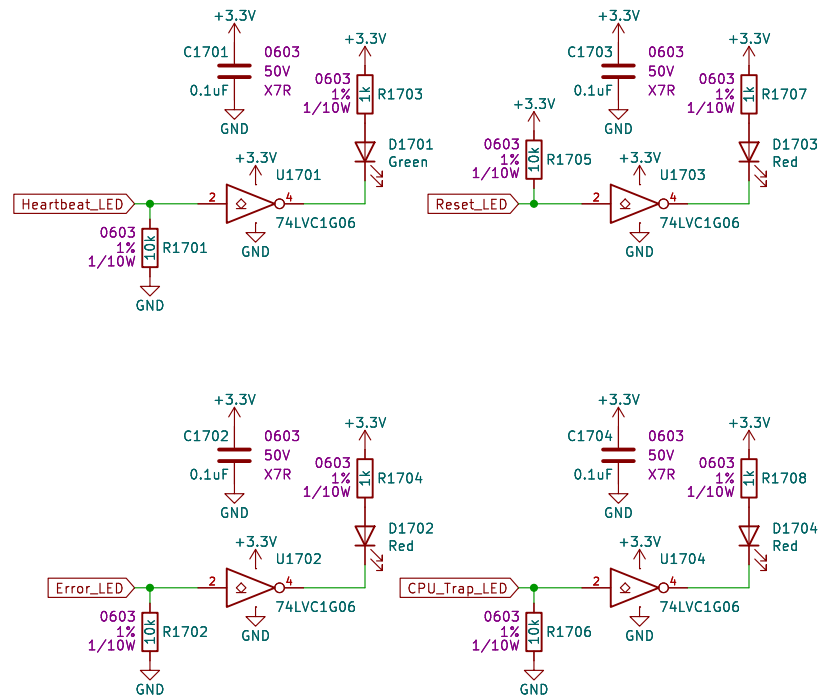 +3.3V
C1701
0603
50V
0.1uF
X7R
GND
+3.3V
0603
1%
1/10W
1k
R1703
D1701
Green
+3.3V
U1701
Heartbeat_LED
2
4
74LVC1G06
GND
0603
1%
1/10W
10k
R1701
GND
+3.3V
C1703
0603
50V
0.1uF
X7R
GND
+3.3V
0603
1%
1/10W
1k
R1707
D1703
Red
+3.3V
0603
1%
1/10W
10k
R1705
+3.3V
U1703
Reset_LED
2
4
74LVC1G06
GND
+3.3V
C1702
0603
50V
0.1uF
X7R
GND
+3.3V
0603
1%
1/10W
1k
R1704
D1702
Red
+3.3V
U1702
Error_LED
2
4
74LVC1G06
GND
0603
1%
1/10W
10k
R1702
GND
+3.3V
C1704
0603
50V
0.1uF
X7R
GND
+3.3V
0603
1%
1/10W
1k
R1708
D1704
Red
+3.3V
U1704
CPU_Trap_LED
2
4
74LVC1G06
GND
0603
1%
1/10W
10k
R1706
GND